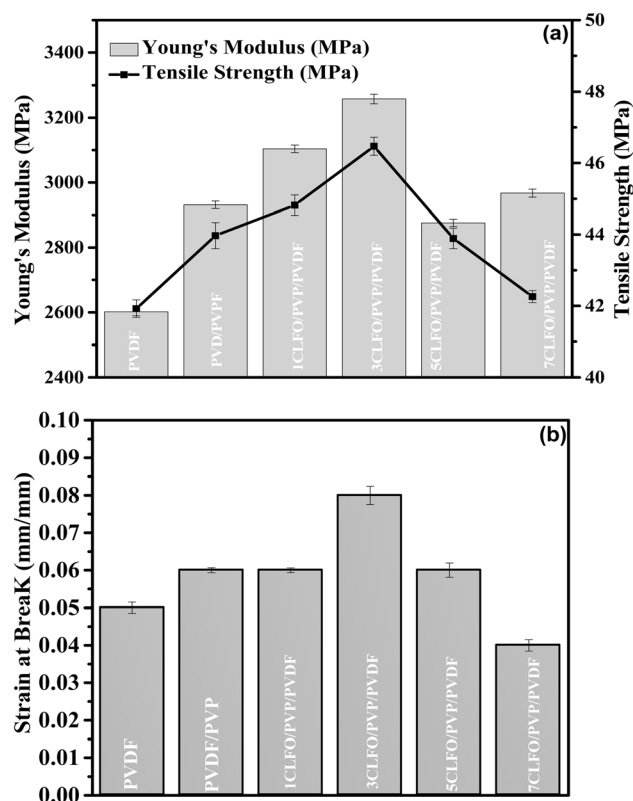 (a)
Young's Modulus (MPa)
Tensile Strength (MPa)
Young's Modulus (MPa)
3400
3200
3000
2800
2600
2400
PVDF
PVD/PVPF
1CLFO/PVP/PVDF
3CLFO/PVP/PVDF
5CLFO/PVP/PVDF
7CLFO/PVP/PVDF
50
48
46
44
42
40
Tensile Strength (MPa)
(b)
Strain at BreaK (mm/mm)
0.10
0.09
0.08
0.07
0.06
0.05
0.04
0.03
0.02
0.01
0.00
PVDF
PVDF/PVP
1CLFO/PVP/PVDF
3CLFO/PVP/PVDF
5CLFO/PVP/PVDF
7CLFO/PVP/PVDF